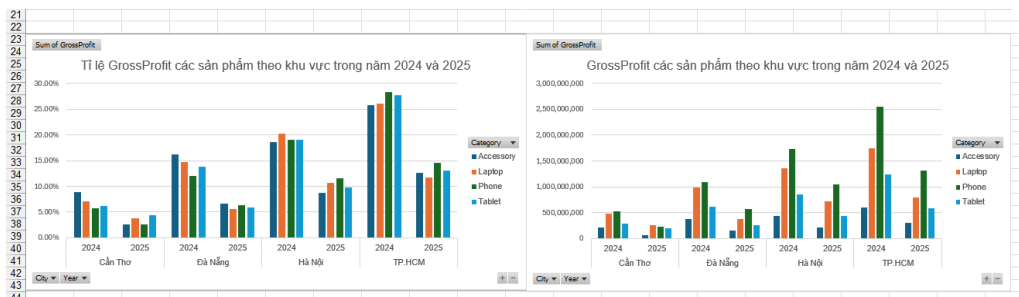 21
22
23
24
25
26
27
28
29
30
31
32
33
34
35
36
37
38
39
40
41
42
43
44
Sum of GrossProfit
Tỉ lệ GrossProfit các sản phẩm theo khu vực trong năm 2024 và 2025
30.00%
25.00%
20.00%
15.00%
10.00%
5.00%
0.00%
2024 2025 2024 2025 2024 2025 2024 2025
Cần Thơ Đà Nẵng Hà Nội TP.HCM
Category
Accessory
Laptop
Phone
Tablet
City Year
+ −
Sum of GrossProfit
GrossProfit các sản phẩm theo khu vực trong năm 2024 và 2025
3,000,000,000
2,500,000,000
2,000,000,000
1,500,000,000
1,000,000,000
500,000,000
0
2024 2025 2024 2025 2024 2025 2024 2025
Cần Thơ Đà Nẵng Hà Nội TP.HCM
Category
Accessory
Laptop
Phone
Tablet
City Year
+ −